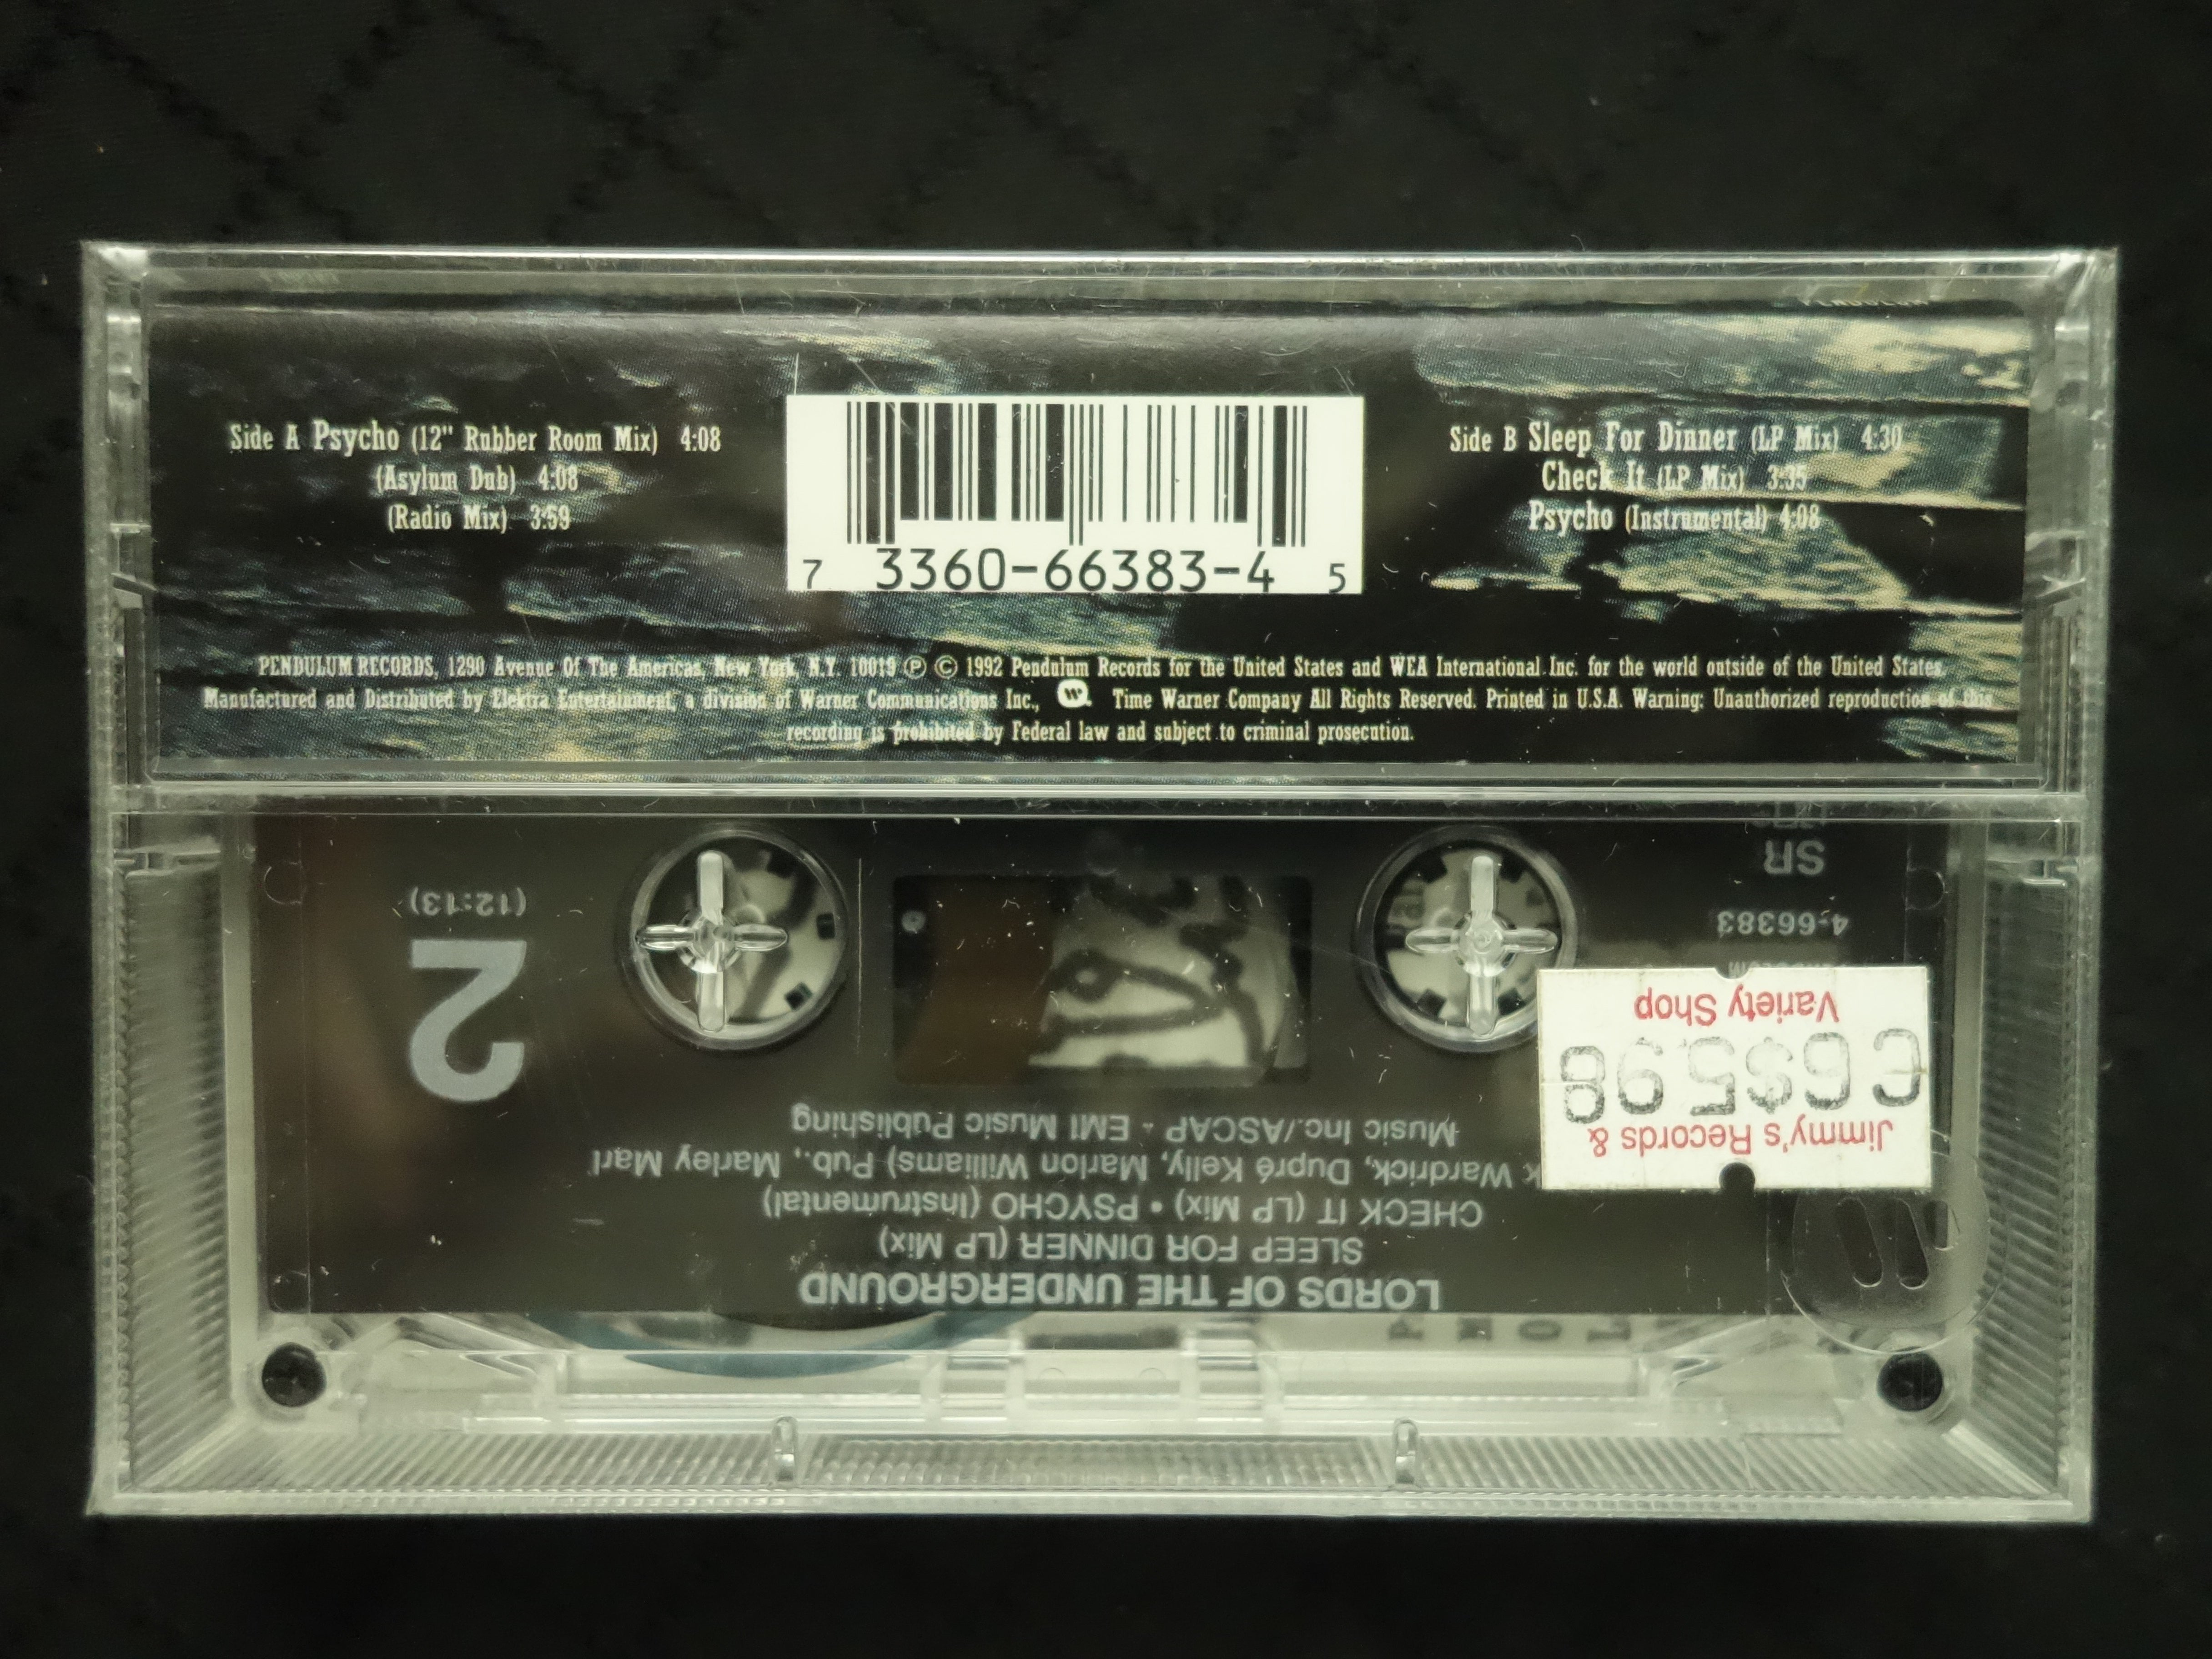 Side A Psycho (12" Rubber Room Mix) 4:08
(Asylum Dub) 4:08
(Radio Mix) 3:59
7 3360-66383-4 5
Side B Sleep For Dinner (LP Mix) 4:30
Check It (LP Mix) 3:35
Psycho (Instrumental) 4:08
PENDULUM RECORDS, 1290 Avenue Of The Americas, New York, N.Y. 10019 ℗ © 1992 Pendulum Records for the United States and WEA International Inc. for the world outside of the United States.
Manufactured and Distributed by Elektra Entertainment, a division of Warner Communications Inc., Time Warner Company All Rights Reserved. Printed in U.S.A. Warning: Unauthorized reproduction of this
recording is prohibited by Federal law and subject to criminal prosecution.
LORDS OF THE UNDERGROUND
SLEEP FOR DINNER (LP Mix)
CHECK IT (LP Mix) • PSYCHO (Instrumental)
k Wardrick, Dupré Kelly, Marlon Williams) Pub., Marley Marl
Music Inc./ASCAP - EMI Music Publishing
2
(12:13)
4-66383
SR
Jimmy's Records &
C6$5.98
Variety Shop